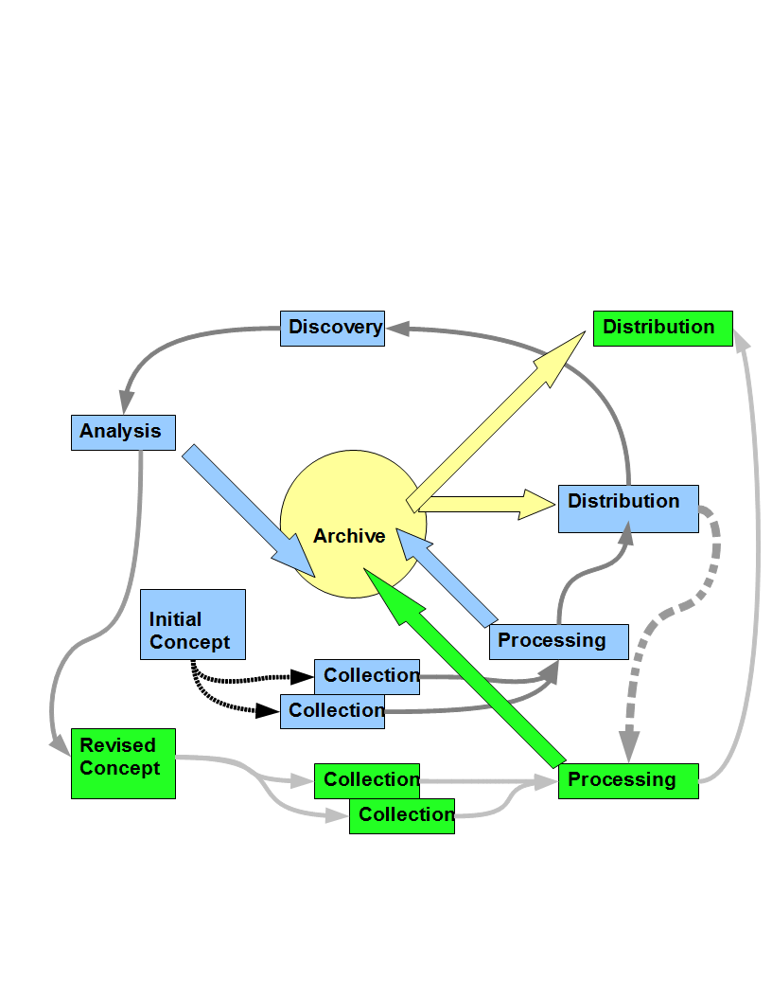 Discovery
Distribution
Analysis
Distribution
Archive
Initial
Concept
Processing
Collection
Collection
Revised
Concept
Collection
Processing
Collection